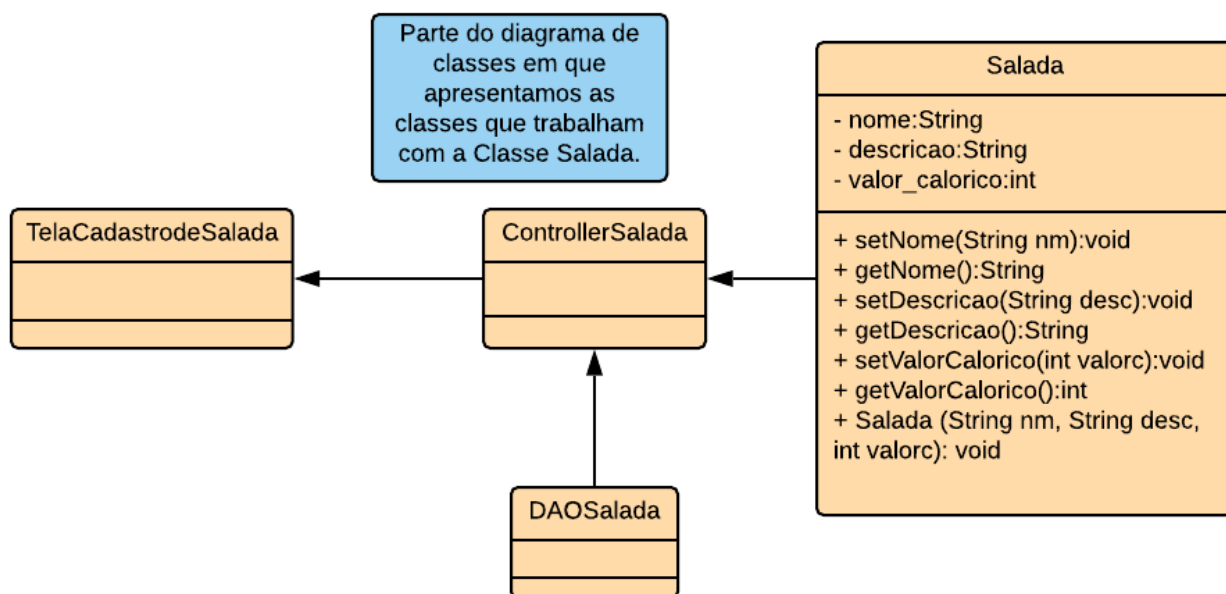 Parte do diagrama de
classes em que
apresentamos as
classes que trabalham
com a Classe Salada.
Salada
- nome:String
- descricao:String
- valor_calorico:int
+ setNome(String nm):void
+ getNome():String
+ setDescricao(String desc):void
+ getDescricao():String
+ setValorCalorico(int valorc):void
+ getValorCalorico():int
+ Salada (String nm, String desc,
int valorc): void
TelaCadastrodeSalada
ControllerSalada
DAOSalada